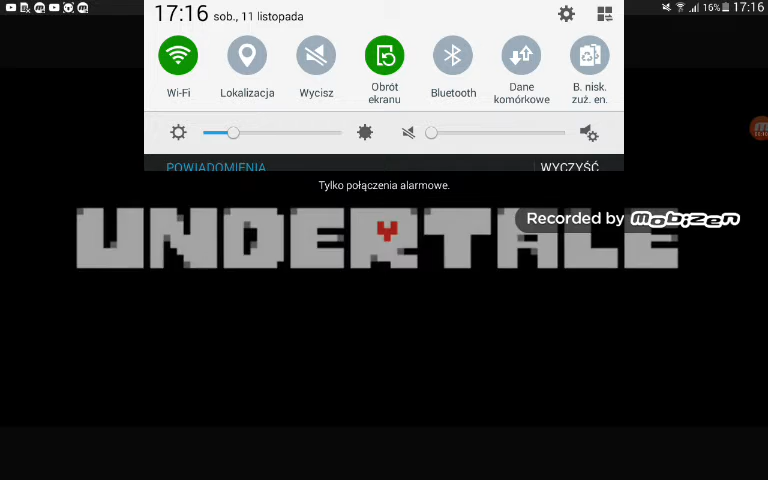 17:16 sob., 11 listopada
16% 17:16
Wi-Fi
Lokalizacja
Wycisz
Obrót
ekranu
Bluetooth
Dane
komórkowe
B. nisk.
zuż. en.
POWIADOMIENIA
WYCZYŚĆ
Tylko połączenia alarmowe.
Recorded by Mobizen
UNDERTALE